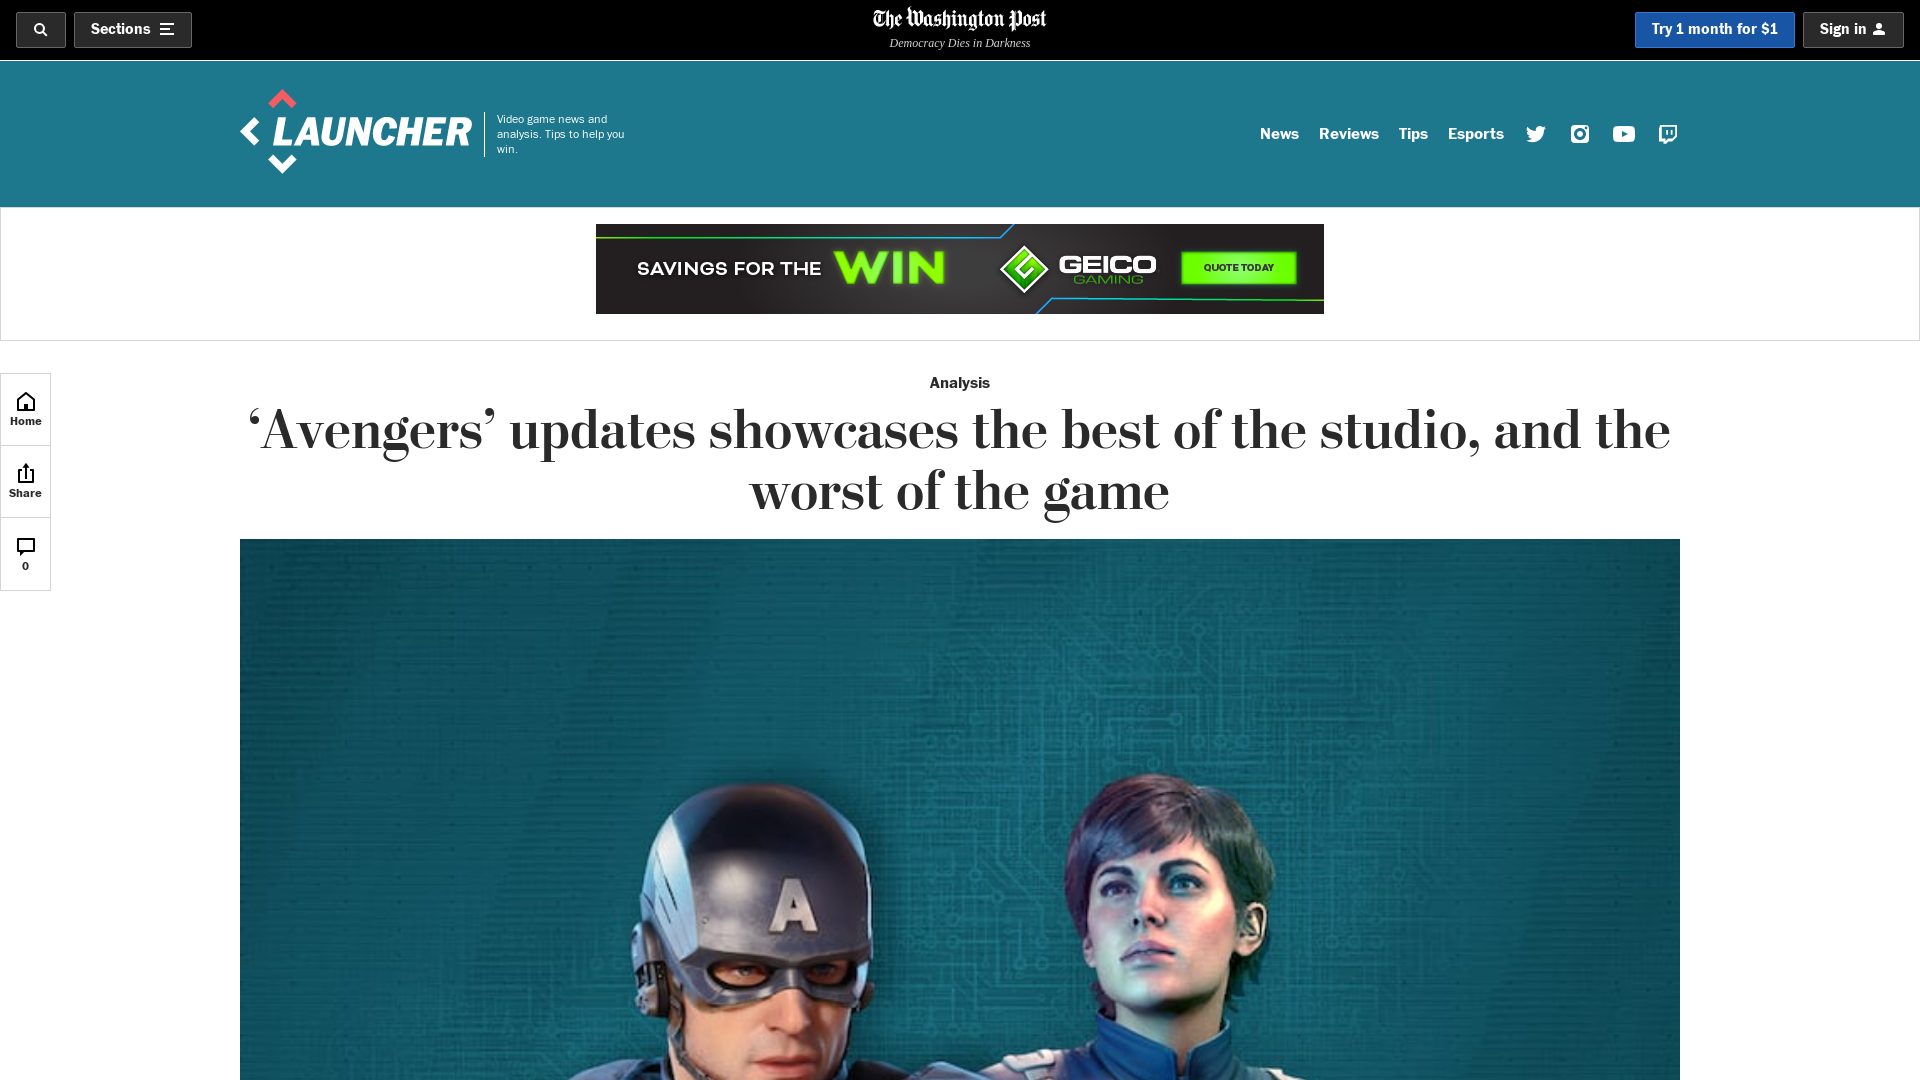 Sections
The Washington Post
Democracy Dies in Darkness
Try 1 month for $1
Sign in
LAUNCHER
Video game news and
analysis. Tips to help you
win.
News
Reviews
Tips
Esports
SAVINGS FOR THE WIN
GEICO
GAMING
QUOTE TODAY
Home
Share
0
Analysis
‘Avengers’ updates showcases the best of the studio, and the
worst of the game
A